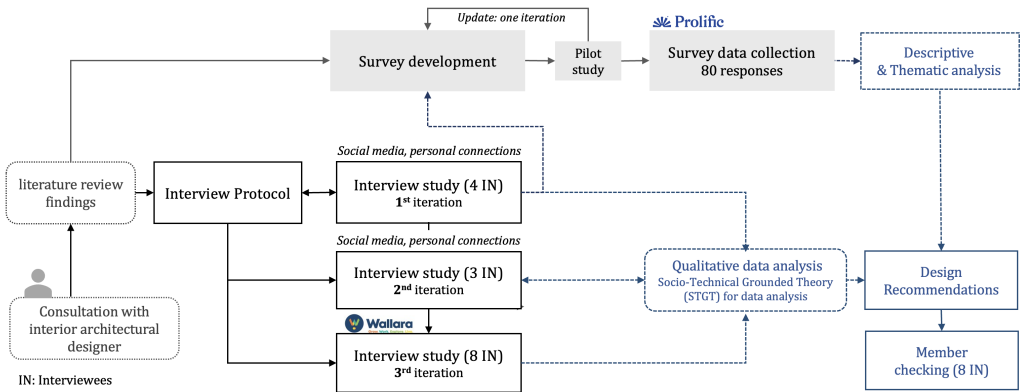 Update: one iteration
Prolific
Survey development
Pilot
study
Survey data collection
80 responses
Descriptive
& Thematic analysis
Social media, personal connections
literature review
findings
Interview Protocol
Interview study (4 IN)
1st iteration
Social media, personal connections
Interview study (3 IN)
2nd iteration
Qualitative data analysis
Socio-Technical Grounded Theory
(STGT) for data analysis
Design
Recommendations
Consultation with
interior architectural
designer
Wallara
Interview study (8 IN)
3rd iteration
Member
checking (8 IN)
IN: Interviewees